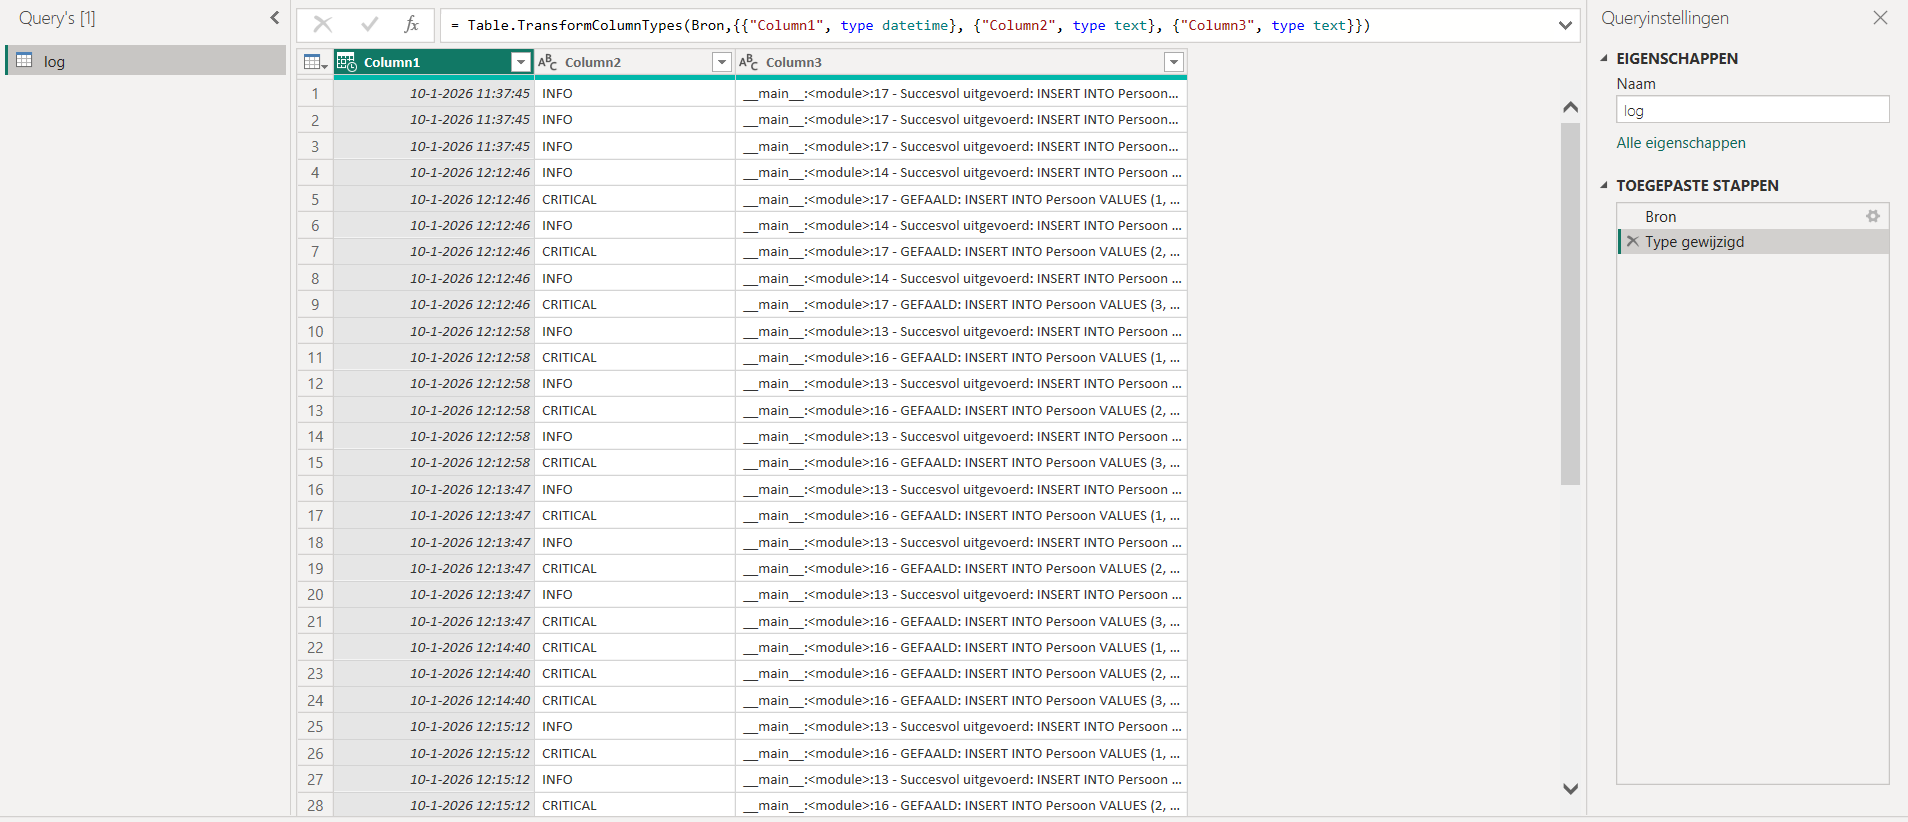 Query's [1]
log
= Table.TransformColumnTypes(Bron,{{"Column1", type datetime}, {"Column2", type text}, {"Column3", type text}})
Column1 Column2 Column3
1 10-1-2026 11:37:45 INFO __main__:<module>:17 - Succesvol uitgevoerd: INSERT INTO Persoon...
2 10-1-2026 11:37:45 INFO __main__:<module>:17 - Succesvol uitgevoerd: INSERT INTO Persoon...
3 10-1-2026 11:37:45 INFO __main__:<module>:17 - Succesvol uitgevoerd: INSERT INTO Persoon...
4 10-1-2026 12:12:46 INFO __main__:<module>:14 - Succesvol uitgevoerd: INSERT INTO Persoon ...
5 10-1-2026 12:12:46 CRITICAL __main__:<module>:17 - GEFAALD: INSERT INTO Persoon VALUES (1, ...
6 10-1-2026 12:12:46 INFO __main__:<module>:14 - Succesvol uitgevoerd: INSERT INTO Persoon ...
7 10-1-2026 12:12:46 CRITICAL __main__:<module>:17 - GEFAALD: INSERT INTO Persoon VALUES (2, ...
8 10-1-2026 12:12:46 INFO __main__:<module>:14 - Succesvol uitgevoerd: INSERT INTO Persoon ...
9 10-1-2026 12:12:46 CRITICAL __main__:<module>:17 - GEFAALD: INSERT INTO Persoon VALUES (3, ...
10 10-1-2026 12:12:58 INFO __main__:<module>:13 - Succesvol uitgevoerd: INSERT INTO Persoon ...
11 10-1-2026 12:12:58 CRITICAL __main__:<module>:16 - GEFAALD: INSERT INTO Persoon VALUES (1, ...
12 10-1-2026 12:12:58 INFO __main__:<module>:13 - Succesvol uitgevoerd: INSERT INTO Persoon ...
13 10-1-2026 12:12:58 CRITICAL __main__:<module>:16 - GEFAALD: INSERT INTO Persoon VALUES (2, ...
14 10-1-2026 12:12:58 INFO __main__:<module>:13 - Succesvol uitgevoerd: INSERT INTO Persoon ...
15 10-1-2026 12:12:58 CRITICAL __main__:<module>:16 - GEFAALD: INSERT INTO Persoon VALUES (3, ...
16 10-1-2026 12:13:47 INFO __main__:<module>:13 - Succesvol uitgevoerd: INSERT INTO Persoon ...
17 10-1-2026 12:13:47 CRITICAL __main__:<module>:16 - GEFAALD: INSERT INTO Persoon VALUES (1, ...
18 10-1-2026 12:13:47 INFO __main__:<module>:13 - Succesvol uitgevoerd: INSERT INTO Persoon ...
19 10-1-2026 12:13:47 CRITICAL __main__:<module>:16 - GEFAALD: INSERT INTO Persoon VALUES (2, ...
20 10-1-2026 12:13:47 INFO __main__:<module>:13 - Succesvol uitgevoerd: INSERT INTO Persoon ...
21 10-1-2026 12:13:47 CRITICAL __main__:<module>:16 - GEFAALD: INSERT INTO Persoon VALUES (3, ...
22 10-1-2026 12:14:40 CRITICAL __main__:<module>:16 - GEFAALD: INSERT INTO Persoon VALUES (1, ...
23 10-1-2026 12:14:40 CRITICAL __main__:<module>:16 - GEFAALD: INSERT INTO Persoon VALUES (2, ...
24 10-1-2026 12:14:40 CRITICAL __main__:<module>:16 - GEFAALD: INSERT INTO Persoon VALUES (3, ...
25 10-1-2026 12:15:12 INFO __main__:<module>:13 - Succesvol uitgevoerd: INSERT INTO Persoon ...
26 10-1-2026 12:15:12 CRITICAL __main__:<module>:16 - GEFAALD: INSERT INTO Persoon VALUES (1, ...
27 10-1-2026 12:15:12 INFO __main__:<module>:13 - Succesvol uitgevoerd: INSERT INTO Persoon ...
28 10-1-2026 12:15:12 CRITICAL __main__:<module>:16 - GEFAALD: INSERT INTO Persoon VALUES (2, ...
Queryinstellingen
EIGENSCHAPPEN
Naam
log
Alle eigenschappen
TOEGEPASTE STAPPEN
Bron
Type gewijzigd